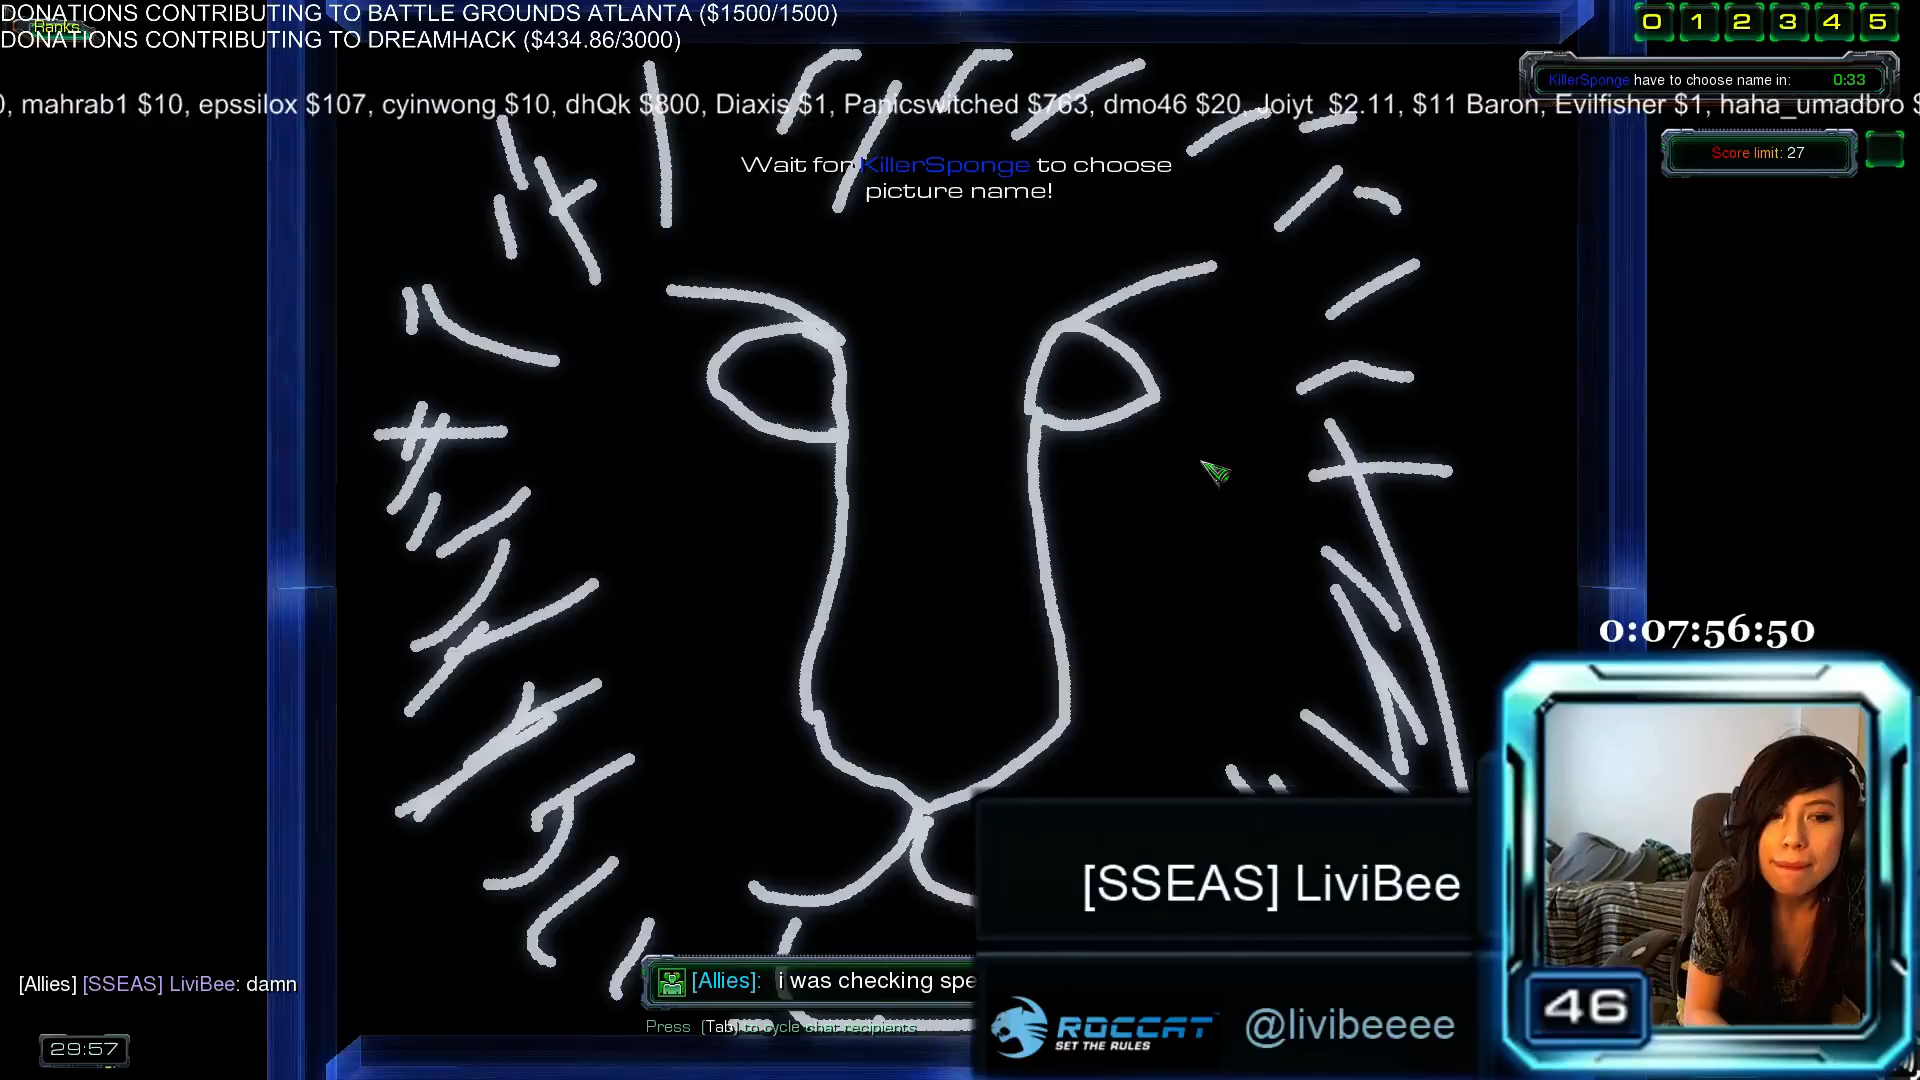 DONATIONS CONTRIBUTING TO BATTLE GROUNDS ATLANTA ($1500/1500)
Ranks
DONATIONS CONTRIBUTING TO DREAMHACK ($434.86/3000)
0 1 2 3 4 5
KillerSponge have to choose name in: 0:33
, mahrab1 $10, epssilox $107, cyinwong $10, dhQk $800, Diaxis $1, Panicswitched $763, dmo46 $20, Joiyt $2.11, $11 Baron, Evilfisher $1, haha_umadbro $
Score limit: 27
Wait for KillerSponge to choose
picture name!
0:07:56:50
[SSEAS] LiviBee
[Allies] [SSEAS] LiviBee: damn
[Allies]: i was checking spe
46
Press (Tab) to cycle chat recipients
ROCCAT
SET THE RULES
@livibeeee
29:57